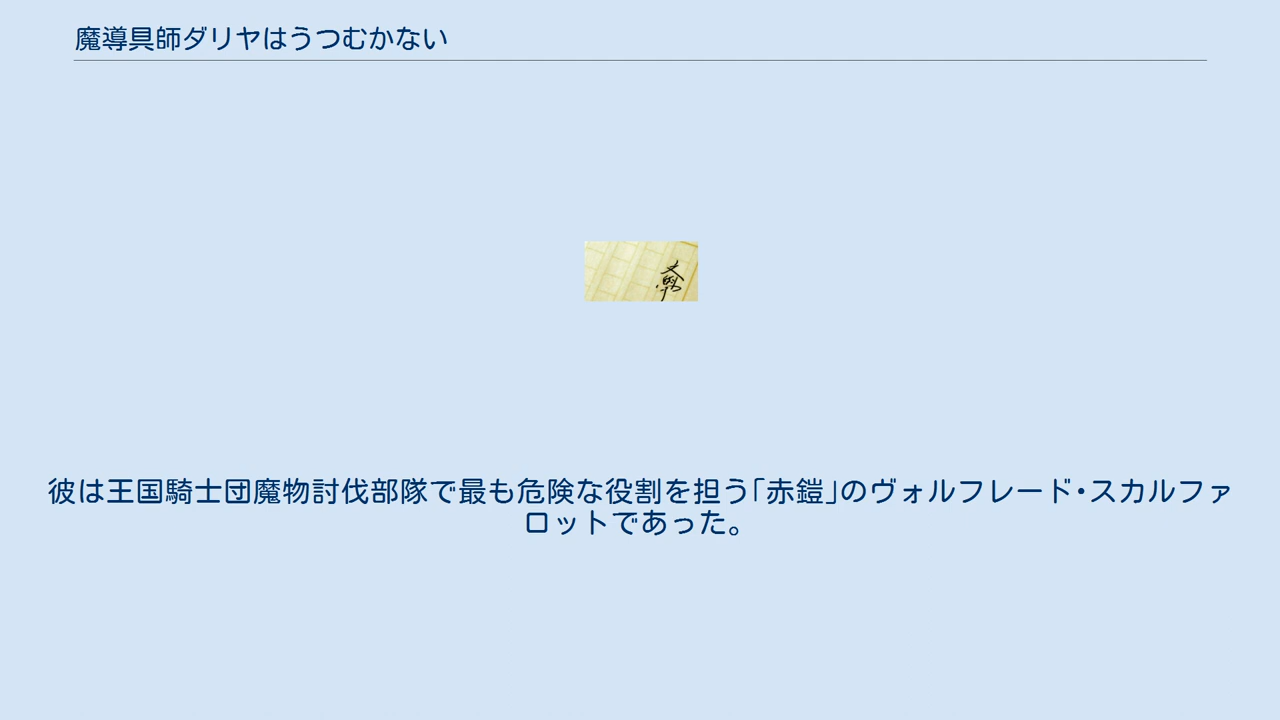 魔導具師ダリヤはうつむかない
彼は王国騎士団魔物討伐部隊で最も危険な役割を担う｢赤鎧｣のヴォルフレード･スカルファ
ロットであった。